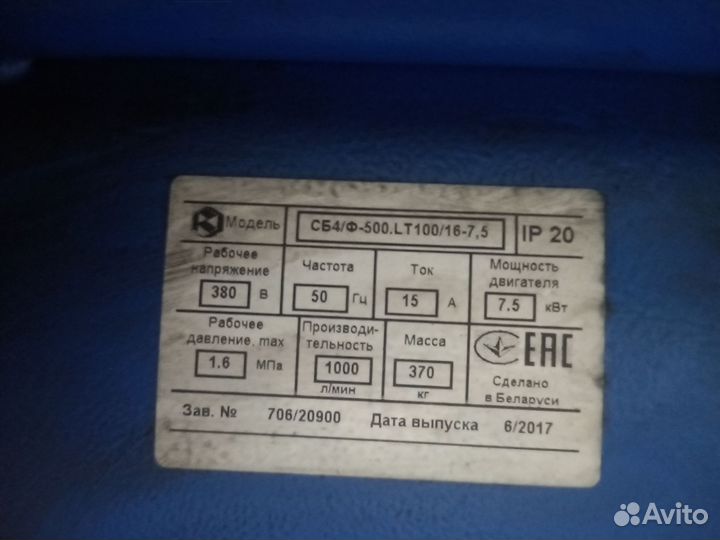 Модель СБ4/Ф-500.LT100/16-7,5 IP 20
Рабочее напряжение 380 В
Частота 50 Гц
Ток 15 А
Мощность двигателя 7.5 кВт
Рабочее давление, max 1.6 МПа
Производи-
тельность 1000 л/мин
Масса 370 кг
EAC
Сделано
в Беларуси
Зав. № 706/20900 Дата выпуска 6/2017
Avito